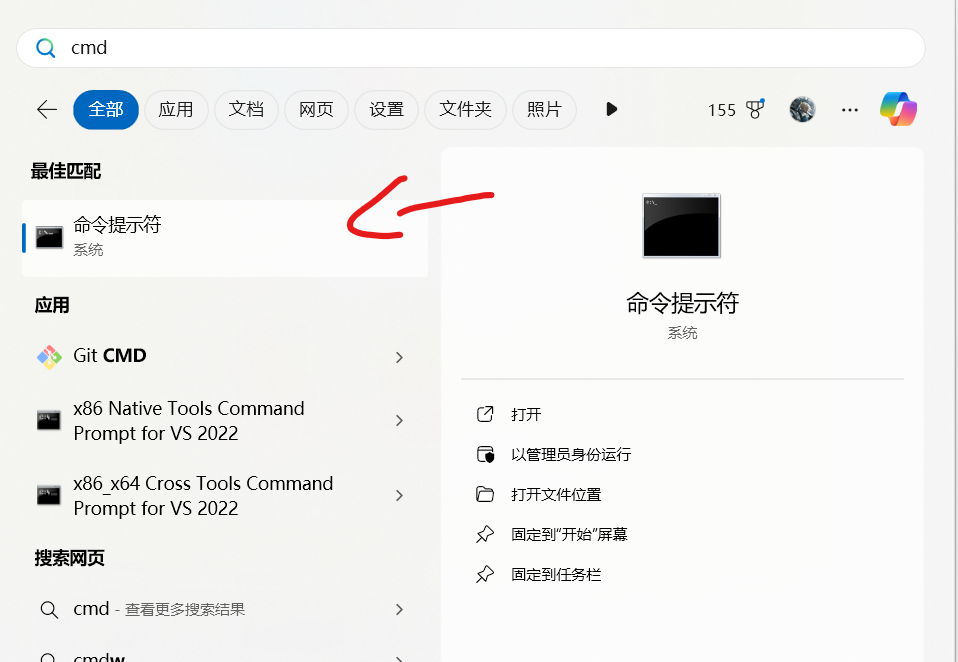 cmd
全部 应用 文档 网页 设置 文件夹 照片 155
最佳匹配
命令提示符
系统
应用
Git CMD
x86 Native Tools Command
Prompt for VS 2022
x86_x64 Cross Tools Command
Prompt for VS 2022
搜索网页
cmd - 查看更多搜索结果
cmdw
命令提示符
系统
打开
以管理员身份运行
打开文件位置
固定到"开始"屏幕
固定到任务栏